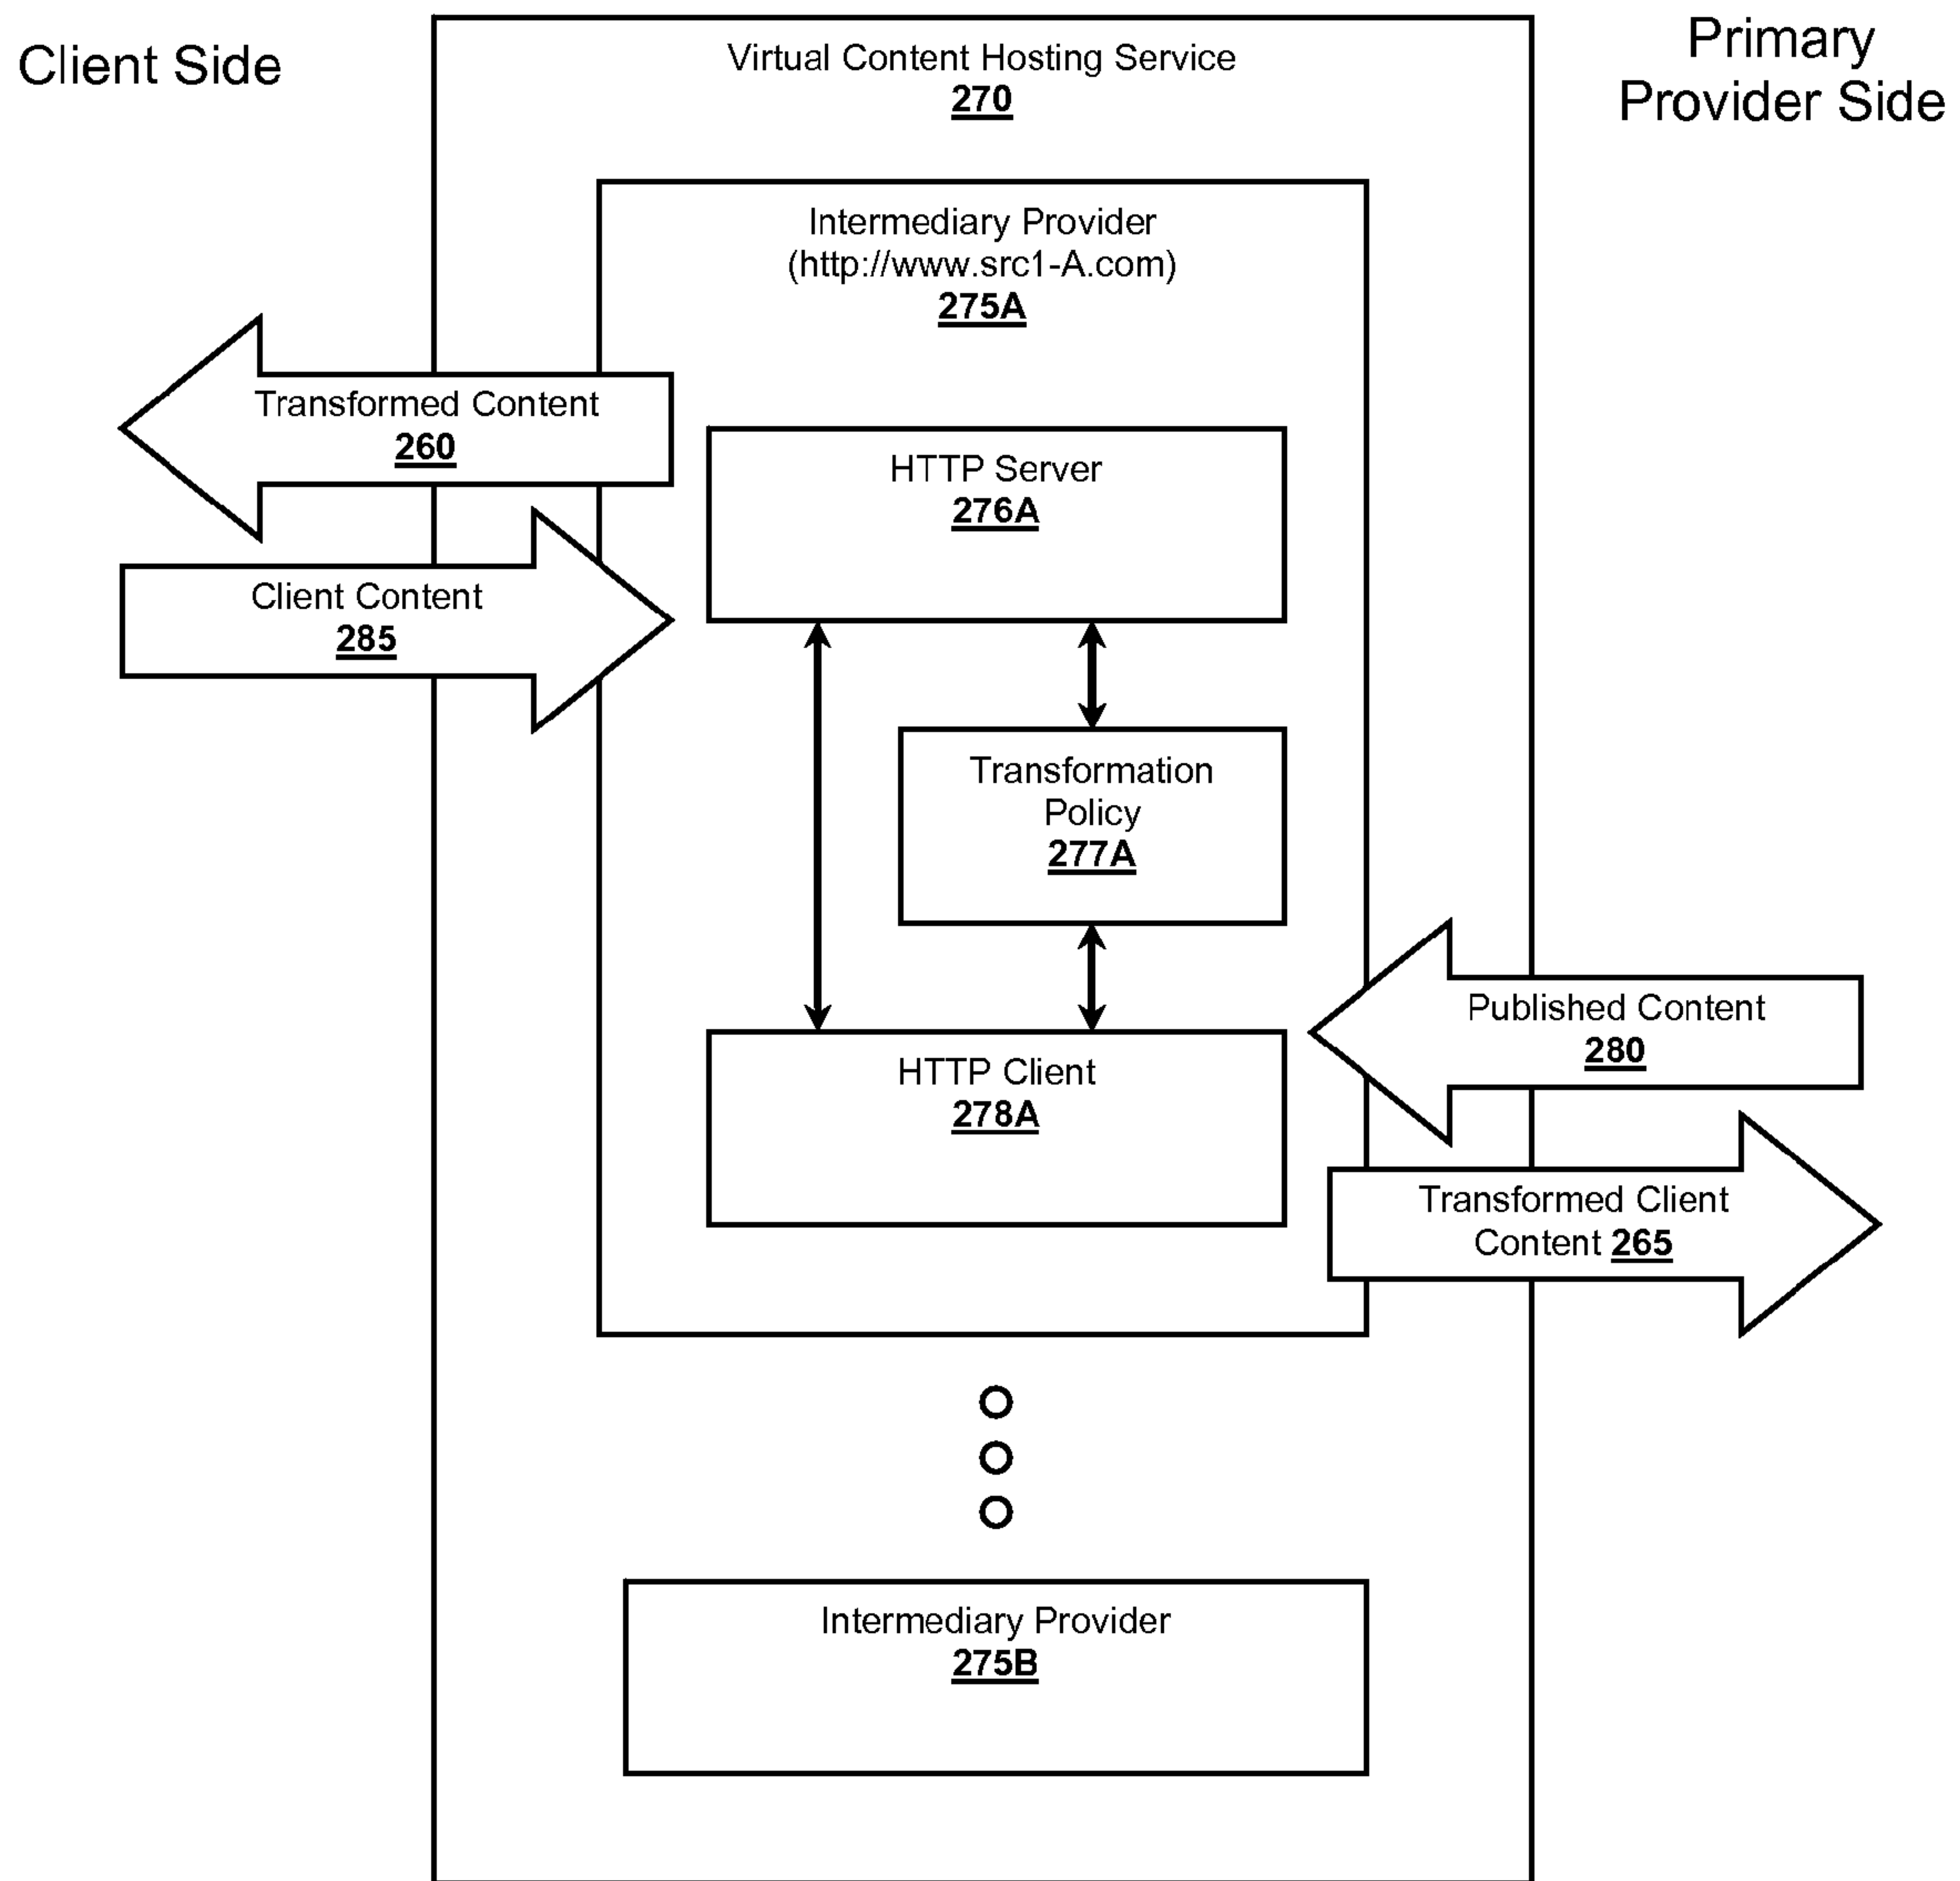 Client Side
Virtual Content Hosting Service
270
Primary
Provider Side
Intermediary Provider
(http://www.src1-A.com)
275A
Transformed Content
260
HTTP Server
276A
Client Content
285
Transformation
Policy
277A
Published Content
280
HTTP Client
278A
Transformed Client
Content 265
Intermediary Provider
275B